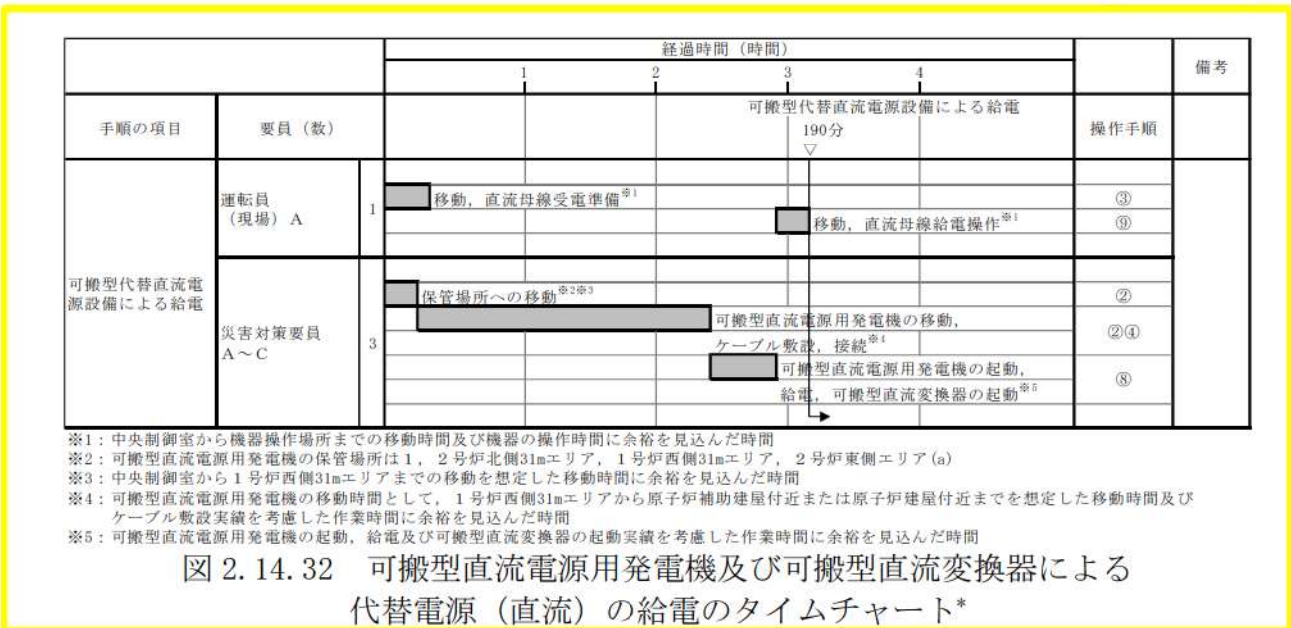 経過時間（時間）
備考
1 2 3 4
手順の項目 要員（数） 操作手順
可搬型代替直流電源設備による給電
190分
▽
可搬型代替直流電
源設備による給電
運転員
（現場）A
1
移動，直流母線受電準備※1
③
移動，直流母線給電操作※1
⑨
災害対策要員
A～C
3
保管場所への移動※2※3
②
可搬型直流電源用発電機の移動，
ケーブル敷設，接続※4
②④
可搬型直流電源用発電機の起動，
給電，可搬型直流変換器の起動※5
⑧
※1：中央制御室から機器操作場所までの移動時間及び機器の操作時間に余裕を見込んだ時間
※2：可搬型直流電源用発電機の保管場所は1，2号炉北側31mエリア，1号炉西側31mエリア，2号炉東側エリア(a)
※3：中央制御室から1号炉西側31mエリアまでの移動を想定した移動時間に余裕を見込んだ時間
※4：可搬型直流電源用発電機の移動時間として，1号炉西側31mエリアから原子炉補助建屋付近または原子炉建屋付近までを想定した移動時間及び
ケーブル敷設実績を考慮した作業時間に余裕を見込んだ時間
※5：可搬型直流電源用発電機の起動，給電及び可搬型直流変換器の起動実績を考慮した作業時間に余裕を見込んだ時間
図 2.14.32 可搬型直流電源用発電機及び可搬型直流変換器による
代替電源（直流）の給電のタイムチャート*